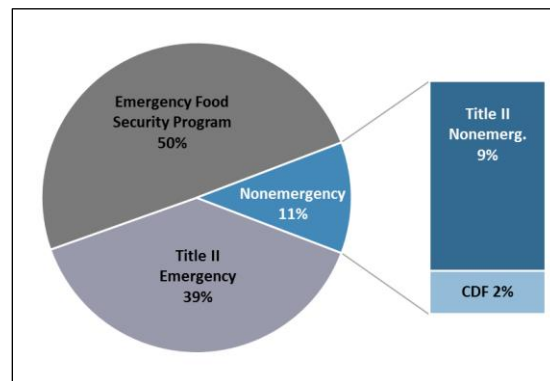 Emergency Food
Security Program
50%
Title II
Nonemerg.
9%
Nonemergency
11%
Title II
Emergency
39%
CDF 2%